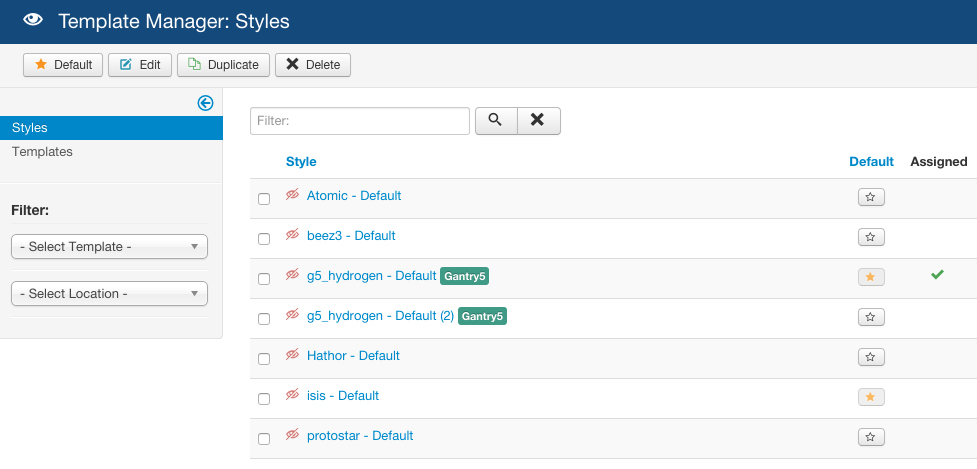 Template Manager: Styles
Default Edit Duplicate Delete
Styles
Templates
Filter:
- Select Template -
- Select Location -
Filter:
Style Default Assigned
Atomic - Default
beez3 - Default
g5_hydrogen - Default Gantry5
g5_hydrogen - Default (2) Gantry5
Hathor - Default
isis - Default
protostar - Default